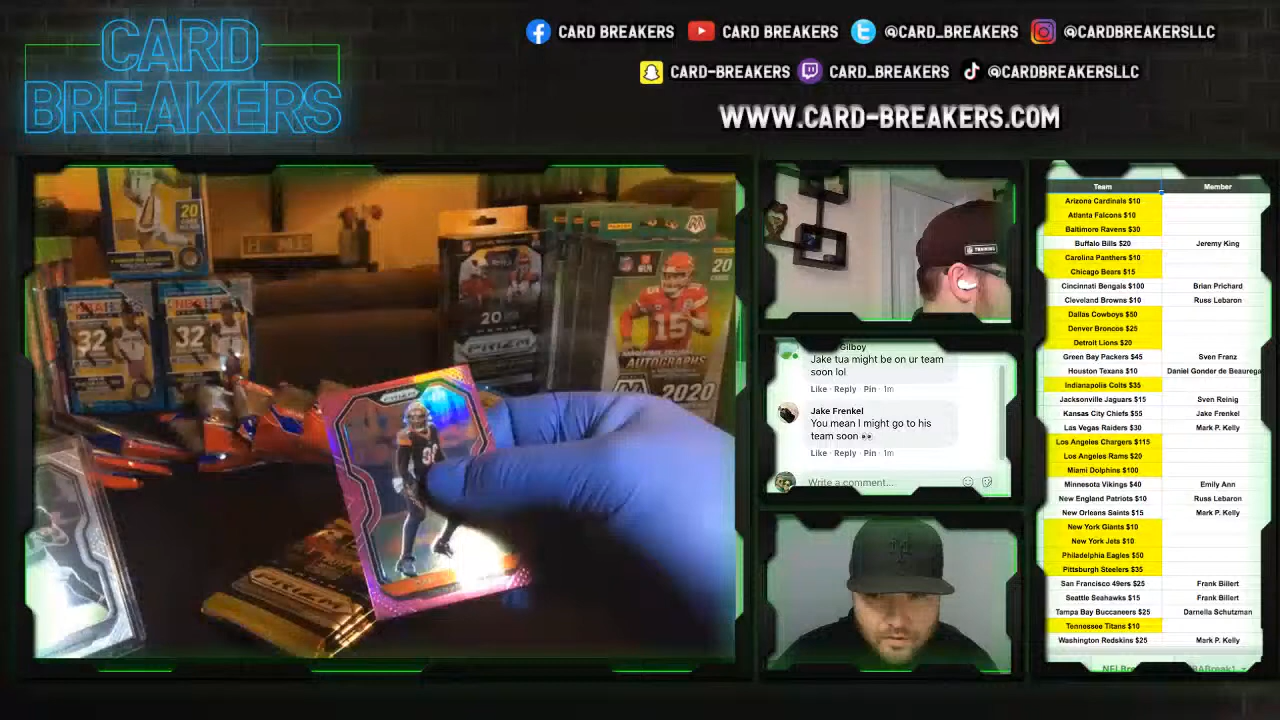 CARD
BREAKERS
CARD BREAKERS CARD BREAKERS @CARD_BREAKERS @CARDBREAKERSLLC
CARD-BREAKERS CARD_BREAKERS @CARDBREAKERSLLC
WWW.CARD-BREAKERS.COM
20
HOME
32
32
20
PRIZM
20
15
AUTOGRAPHS
2020
PRIZM
Gilboy
Jake tua might be on ur team
soon lol
Like · Reply · Pin · 1m
Jake Frenkel
You mean I might go to his
team soon 👀
Like · Reply · Pin · 1m
Write a comment...
Team Member
Arizona Cardinals $10
Atlanta Falcons $10
Baltimore Ravens $30
Buffalo Bills $20 Jeremy King
Carolina Panthers $10
Chicago Bears $15
Cincinnati Bengals $100 Brian Prichard
Cleveland Browns $10 Russ Lebaron
Dallas Cowboys $50
Denver Broncos $25
Detroit Lions $20
Green Bay Packers $45 Sven Franz
Houston Texans $10 Daniel Gonder de Beaurega
Indianapolis Colts $35
Jacksonville Jaguars $15 Sven Reinig
Kansas City Chiefs $55 Jake Frenkel
Las Vegas Raiders $30 Mark P. Kelly
Los Angeles Chargers $115
Los Angeles Rams $20
Miami Dolphins $100
Minnesota Vikings $40 Emily Ann
New England Patriots $10 Russ Lebaron
New Orleans Saints $15 Mark P. Kelly
New York Giants $10
New York Jets $10
Philadelphia Eagles $50
Pittsburgh Steelers $35
San Francisco 49ers $25 Frank Billert
Seattle Seahawks $15 Frank Billert
Tampa Bay Buccaneers $25 Darnella Schutzman
Tennessee Titans $10
Washington Redskins $25 Mark P. Kelly